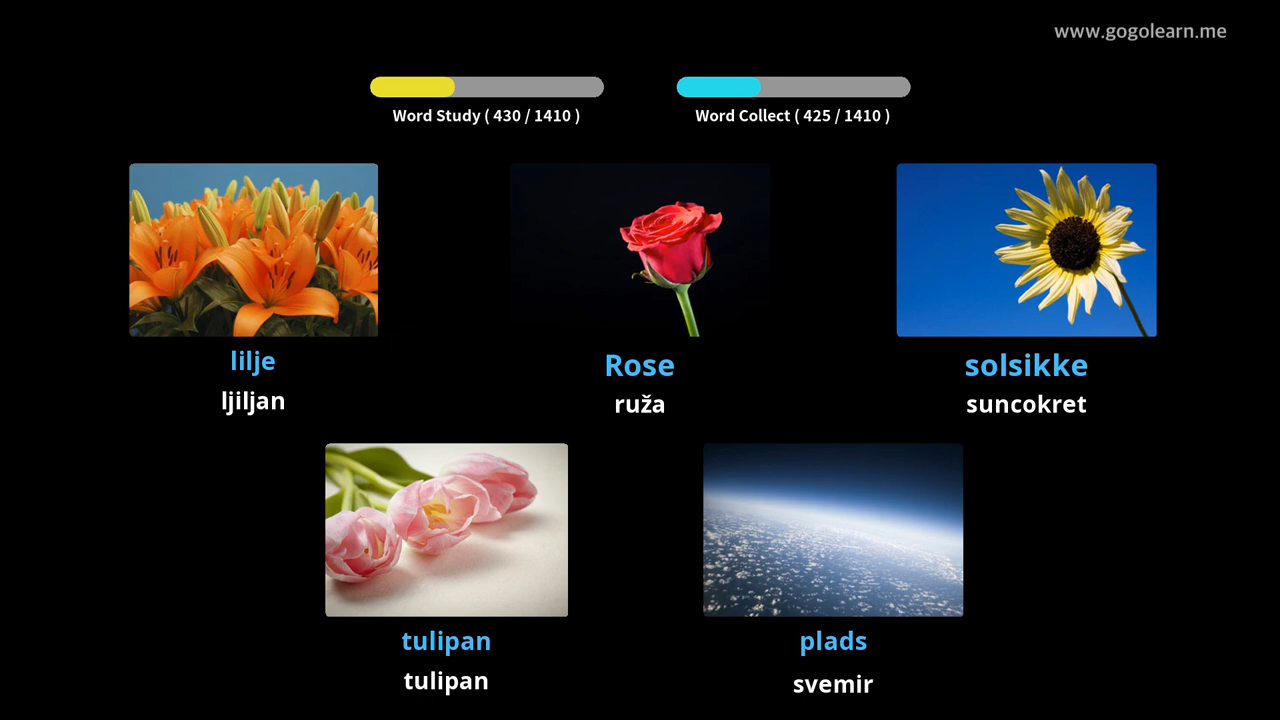 www.gogolearn.me
Word Study ( 430 / 1410 )
Word Collect ( 425 / 1410 )
lilje
ljiljan
Rose
ruža
solsikke
suncokret
tulipan
tulipan
plads
svemir